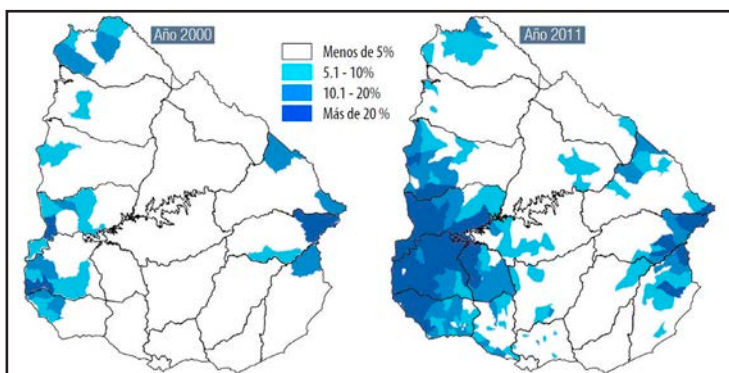 Año 2000
Menos de 5%
5.1 - 10%
10.1 - 20%
Más de 20 %
Año 2011